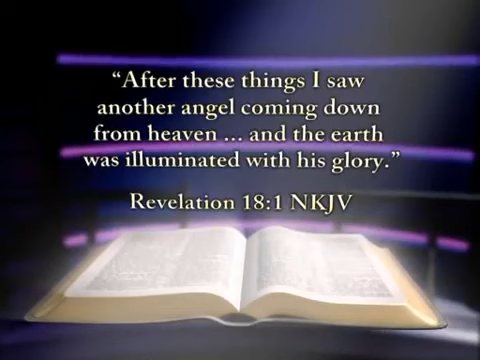 “After these things I saw
another angel coming down
from heaven ... and the earth
was illuminated with his glory.”
Revelation 18:1 NKJV